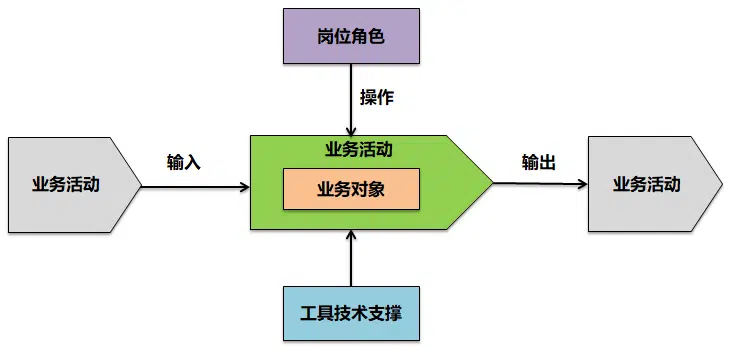 岗位角色
操作
业务活动
输入
业务活动
业务对象
输出
业务活动
工具技术支撑